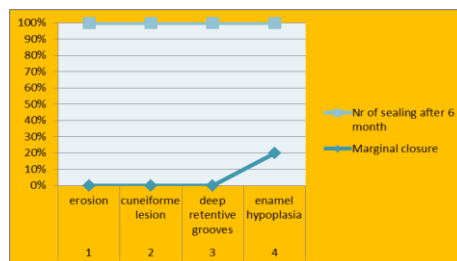 100%
90%
80%
70%
60%
50%
40%
30%
20%
10%
0%
erosion cuneiforme deep enamel
lesion retentive hypoplasia
grooves
1 2 3 4
Nr of sealing after 6
month
Marginal closure